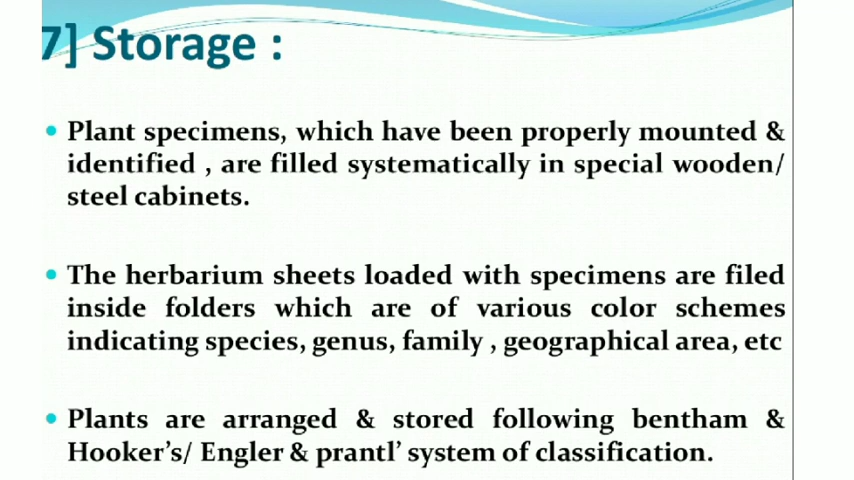 7] Storage :
Plant specimens, which have been properly mounted &
identified , are filled systematically in special wooden/
steel cabinets.
The herbarium sheets loaded with specimens are filed
inside folders which are of various color schemes
indicating species, genus, family , geographical area, etc
Plants are arranged & stored following bentham &
Hooker's/ Engler & prantl' system of classification.